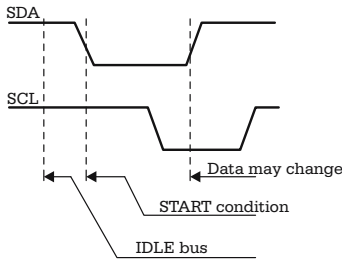 SDA
SCL
Data may change
START condition
IDLE bus